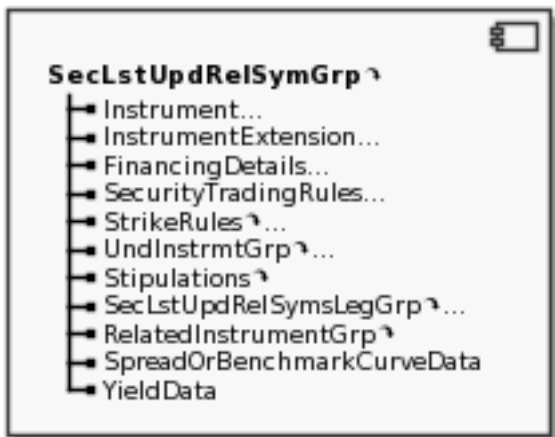 SecLstUpdRelSymGrp
Instrument...
InstrumentExtension...
FinancingDetails...
SecurityTradingRules...
StrikeRules...
UndInstrmtGrp...
Stipulations
SecLstUpdRelSymsLegGrp...
RelatedInstrumentGrp
SpreadOrBenchmarkCurveData
YieldData